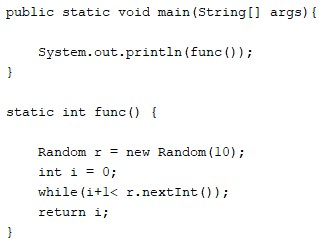 public static void main(String[] args){
System.out.println(func());
}
static int func() {
Random r = new Random(10);
int i = 0;
while(i+1< r.nextInt());
return i;
}